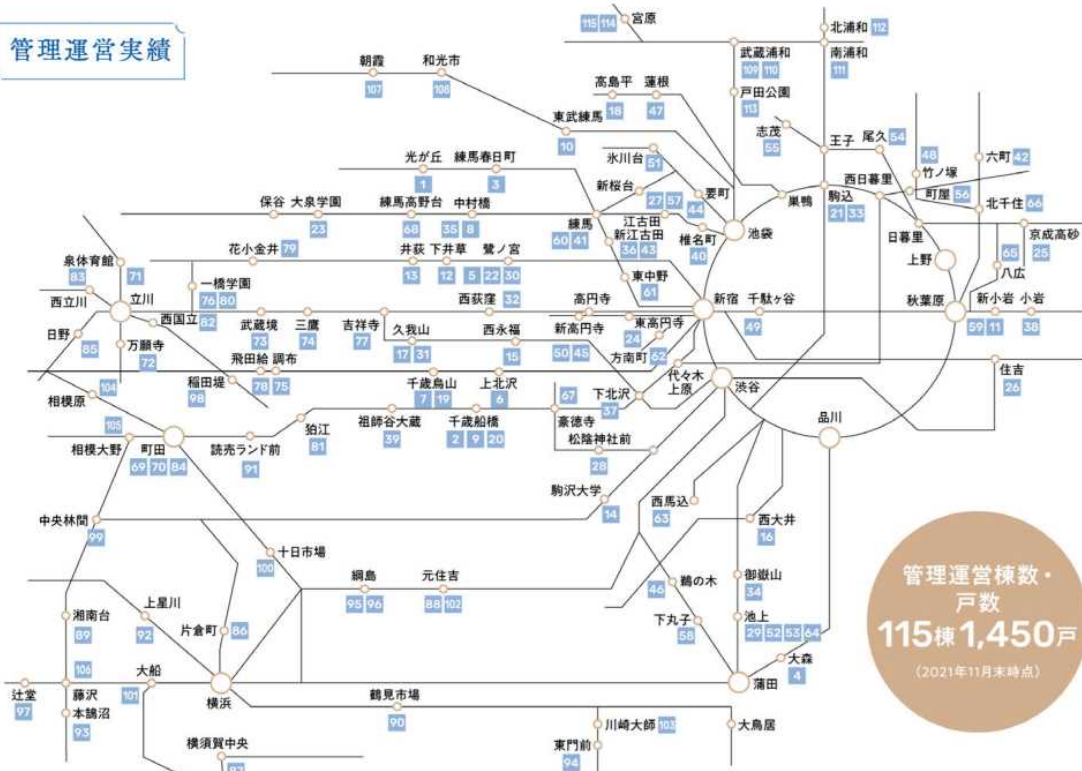 管理運営実績
115 114 宮原
北浦和 112
武蔵浦和
109 110
南浦和
111
朝霞
107
和光市
108
高島平
18
蓮根
47
戸田公園
113
東武練馬
10
志茂
55
王子
尾久 54
48
竹ノ塚
六町 42
氷川台
51
光が丘
1
練馬春日町
3
新桜台
27 57
要町
44
巣鴨
駒込
21 33
西日暮里
町屋 56
北千住 66
保谷
大泉学園
23
練馬高野台
68
中村橋
35 8
練馬
60 41
江古田
新江古田
36 43
椎名町
40
池袋
日暮里
上野
65
八広
京成高砂
25
花小金井 79
井荻
13
下井草
12
鷺ノ宮
5 22 30
東中野
61
泉体育館
83
71
一橋学園
76 80
82
西立川
立川
西国立
武蔵境
73
三鷹
74
吉祥寺
77
西荻窪 32
高円寺
新高円寺
50 45
24
東高円寺
新宿
千駄ヶ谷
49
秋葉原
59
新小岩
11
小岩
38
日野
85
万願寺
72
久我山
17 31
西永福
15
方南町 62
飛田給
78
調布
75
稲田堤
98
千歳烏山
7 19
上北沢
6
代々木
上原
渋谷
住吉
26
相模原
104
下北沢
37
67
豪徳寺
品川
105
相模大野
町田
69 70 84
読売ランド前
91
狛江
81
祖師谷大蔵
39
千歳船橋
2 9 20
松陰神社前
28
駒沢大学
14
西馬込
63
西大井
16
中央林間
99
十日市場
100
綱島
95 96
元住吉
88 102
46
鵜の木
御嶽山
34
湘南台
89
上星川
92
片倉町 86
下丸子
58
池上
29 52 53 64
大森
4
管理運営棟数・
戸数
115棟1,450戸
(2021年11月末時点)
辻堂
97
106
藤沢
大船
101
横浜
蒲田
本鵠沼
93
鶴見市場
90
川崎大師 103
大鳥居
横須賀中央
東門前
94